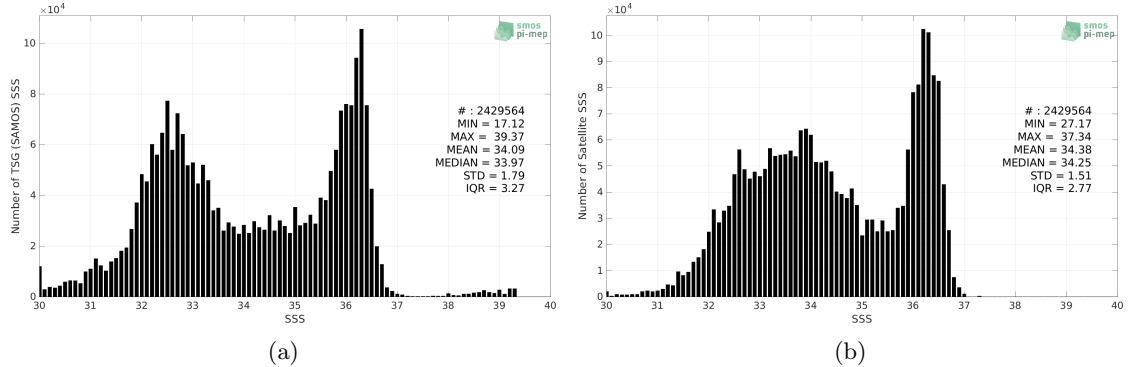 ×10⁴
smos
pi-mep
10
8
6
4
2
0
Number of TSG (SAMOS) SSS
# : 2429564
MIN = 17.12
MAX = 39.37
MEAN = 34.09
MEDIAN = 33.97
STD = 1.79
IQR = 3.27
30 31 32 33 34 35 36 37 38 39 40
SSS
(a)
×10⁴
smos
pi-mep
10
9
8
7
6
5
4
3
2
1
0
Number of Satellite SSS
# : 2429564
MIN = 27.17
MAX = 37.34
MEAN = 34.38
MEDIAN = 34.25
STD = 1.51
IQR = 2.77
30 31 32 33 34 35 36 37 38 39 40
SSS
(b)